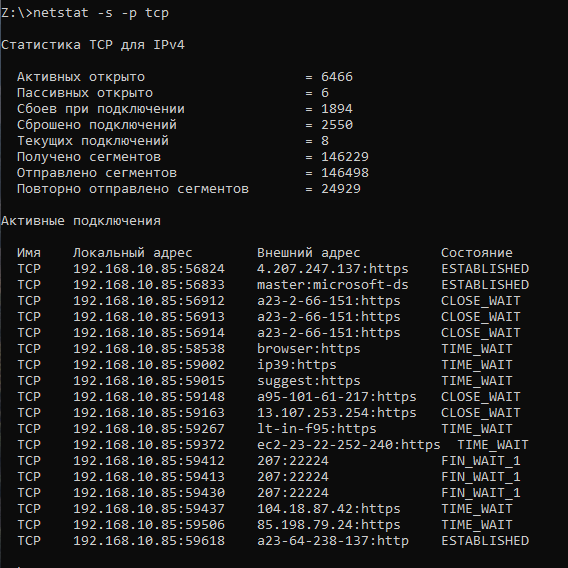 Z:\>netstat -s -p tcp
Статистика TCP для IPv4
Активных открыто = 6466
Пассивных открыто = 6
Сбоев при подключении = 1894
Сброшено подключений = 2550
Текущих подключений = 8
Получено сегментов = 146229
Отправлено сегментов = 146498
Повторно отправлено сегментов = 24929
Активные подключения
Имя Локальный адрес Внешний адрес Состояние
TCP 192.168.10.85:56824 4.207.247.137:https ESTABLISHED
TCP 192.168.10.85:56833 master:microsoft-ds ESTABLISHED
TCP 192.168.10.85:56912 a23-2-66-151:https CLOSE_WAIT
TCP 192.168.10.85:56913 a23-2-66-151:https CLOSE_WAIT
TCP 192.168.10.85:56914 a23-2-66-151:https CLOSE_WAIT
TCP 192.168.10.85:58538 browser:https TIME_WAIT
TCP 192.168.10.85:59002 ip39:https TIME_WAIT
TCP 192.168.10.85:59015 suggest:https TIME_WAIT
TCP 192.168.10.85:59148 a95-101-61-217:https CLOSE_WAIT
TCP 192.168.10.85:59163 13.107.253.254:https CLOSE_WAIT
TCP 192.168.10.85:59267 lt-in-f95:https TIME_WAIT
TCP 192.168.10.85:59372 ec2-23-22-252-240:https TIME_WAIT
TCP 192.168.10.85:59412 207:22224 FIN_WAIT_1
TCP 192.168.10.85:59413 207:22224 FIN_WAIT_1
TCP 192.168.10.85:59430 207:22224 FIN_WAIT_1
TCP 192.168.10.85:59437 104.18.87.42:https TIME_WAIT
TCP 192.168.10.85:59506 85.198.79.24:https TIME_WAIT
TCP 192.168.10.85:59618 a23-64-238-137:http ESTABLISHED